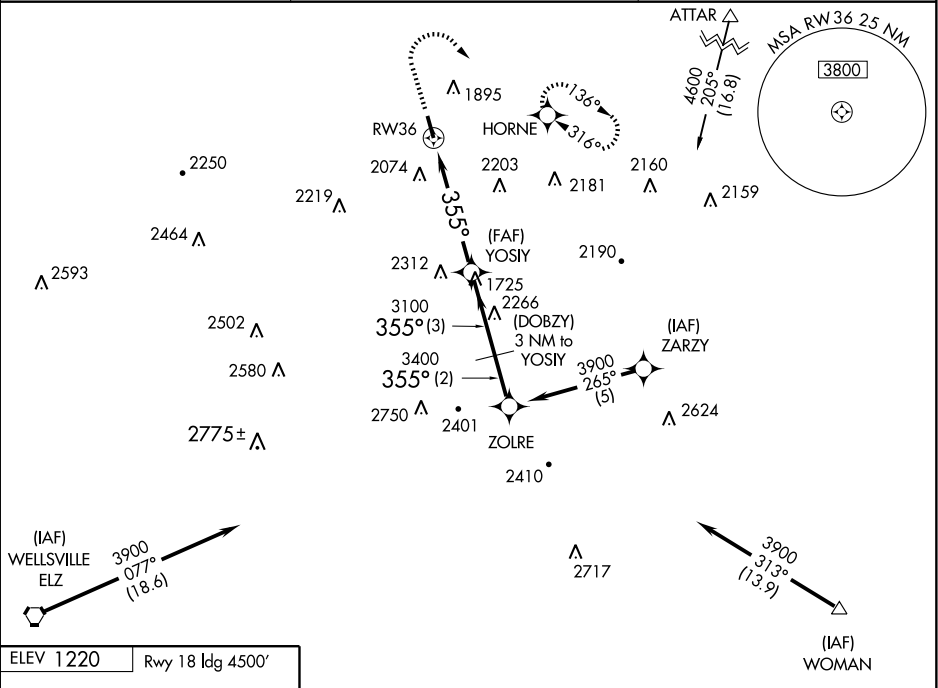 ATTAR
MSA RW 36 25 NM
3800
4600
205°
(16.8)
1895
136°
316°
HORNE
RW36
2250
2074
2203
2181
2160
2159
2219
355°
2464
(FAF)
YOSIY
2190
2593
2312
1725
3100
2266
355° (3)
(DOBZY)
3 NM to
YOSIY
(IAF)
ZARZY
2502
3400
355° (2)
2580
3900
265°
(5)
2750
2401
2624
2775±
ZOLRE
2410
(IAF)
WELLSVILLE
ELZ
3900
077°
(18.6)
3900
313°
(13.9)
2717
(IAF)
WOMAN
ELEV 1220
Rwy 18 ldg 4500'